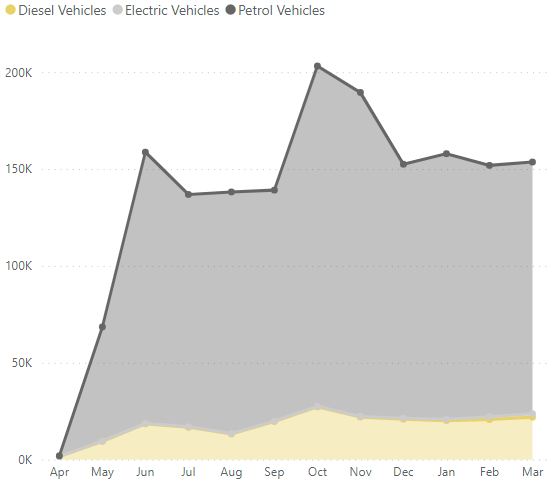 Diesel Vehicles Electric Vehicles Petrol Vehicles
200K
150K
100K
50K
0K
Apr May Jun Jul Aug Sep Oct Nov Dec Jan Feb Mar